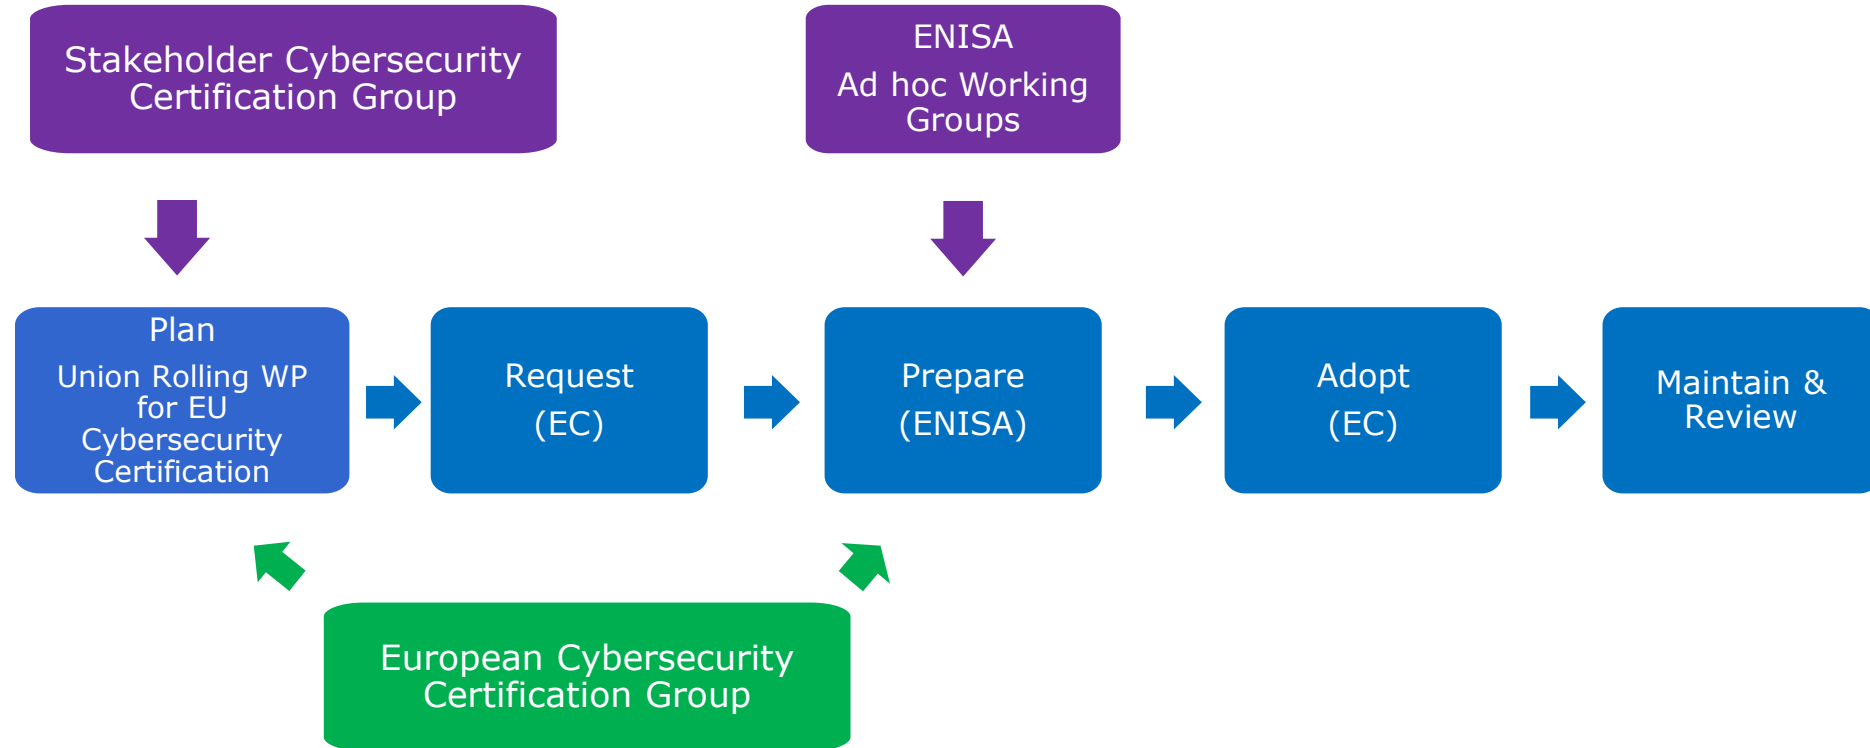 Stakeholder Cybersecurity
Certification Group
ENISA
Ad hoc Working
Groups
Plan
Union Rolling WP
for EU
Cybersecurity
Certification
Request
(EC)
Prepare
(ENISA)
Adopt
(EC)
Maintain &
Review
European Cybersecurity
Certification Group